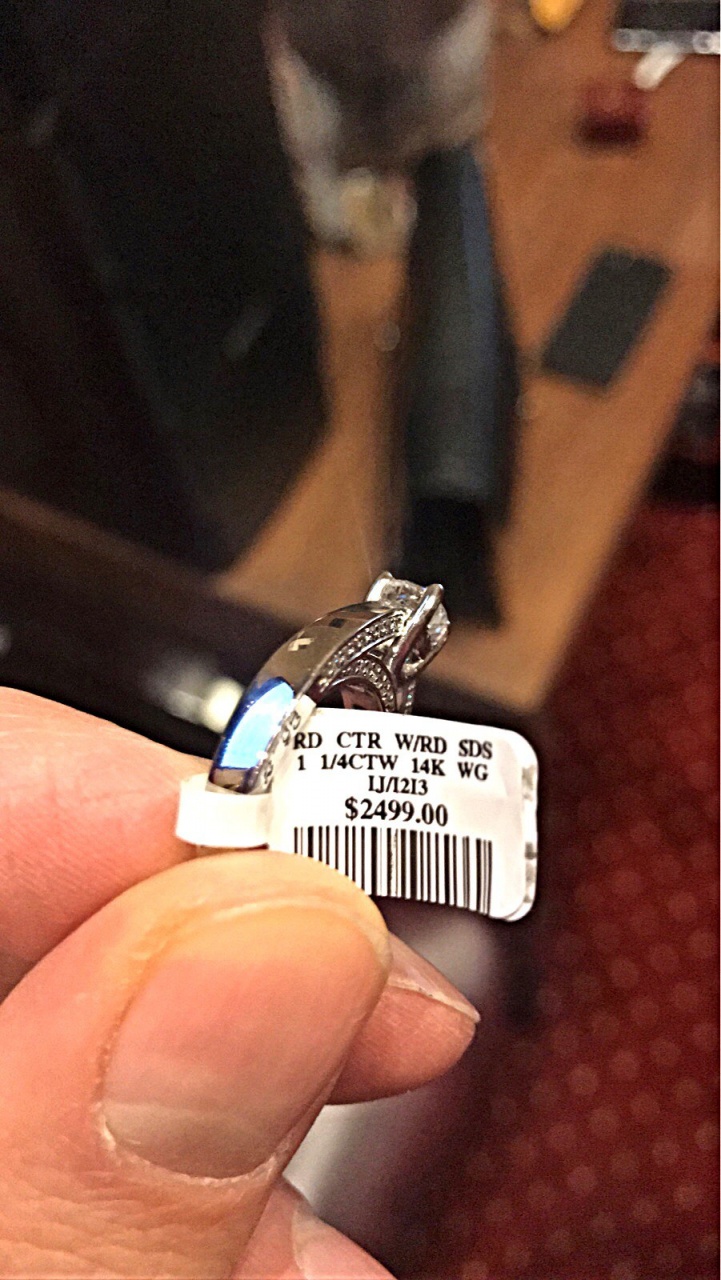 RD CTR W/RD SDS
1 1/4CTW 14K WG
IJ/I2I3
$2499.00